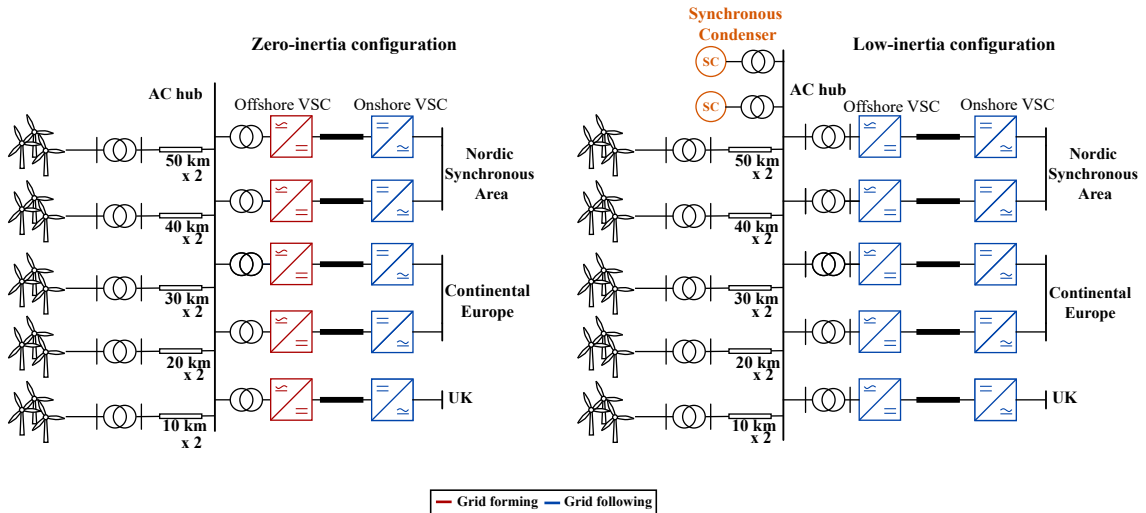 Zero-inertia configuration
AC hub
Offshore VSC
Onshore VSC
50 km
x 2
40 km
x 2
30 km
x 2
20 km
x 2
10 km
x 2
Nordic
Synchronous
Area
Continental
Europe
UK
Synchronous
Condenser
SC
SC
Low-inertia configuration
AC hub
Offshore VSC
Onshore VSC
50 km
x 2
40 km
x 2
30 km
x 2
20 km
x 2
10 km
x 2
Nordic
Synchronous
Area
Continental
Europe
UK
Grid forming
Grid following